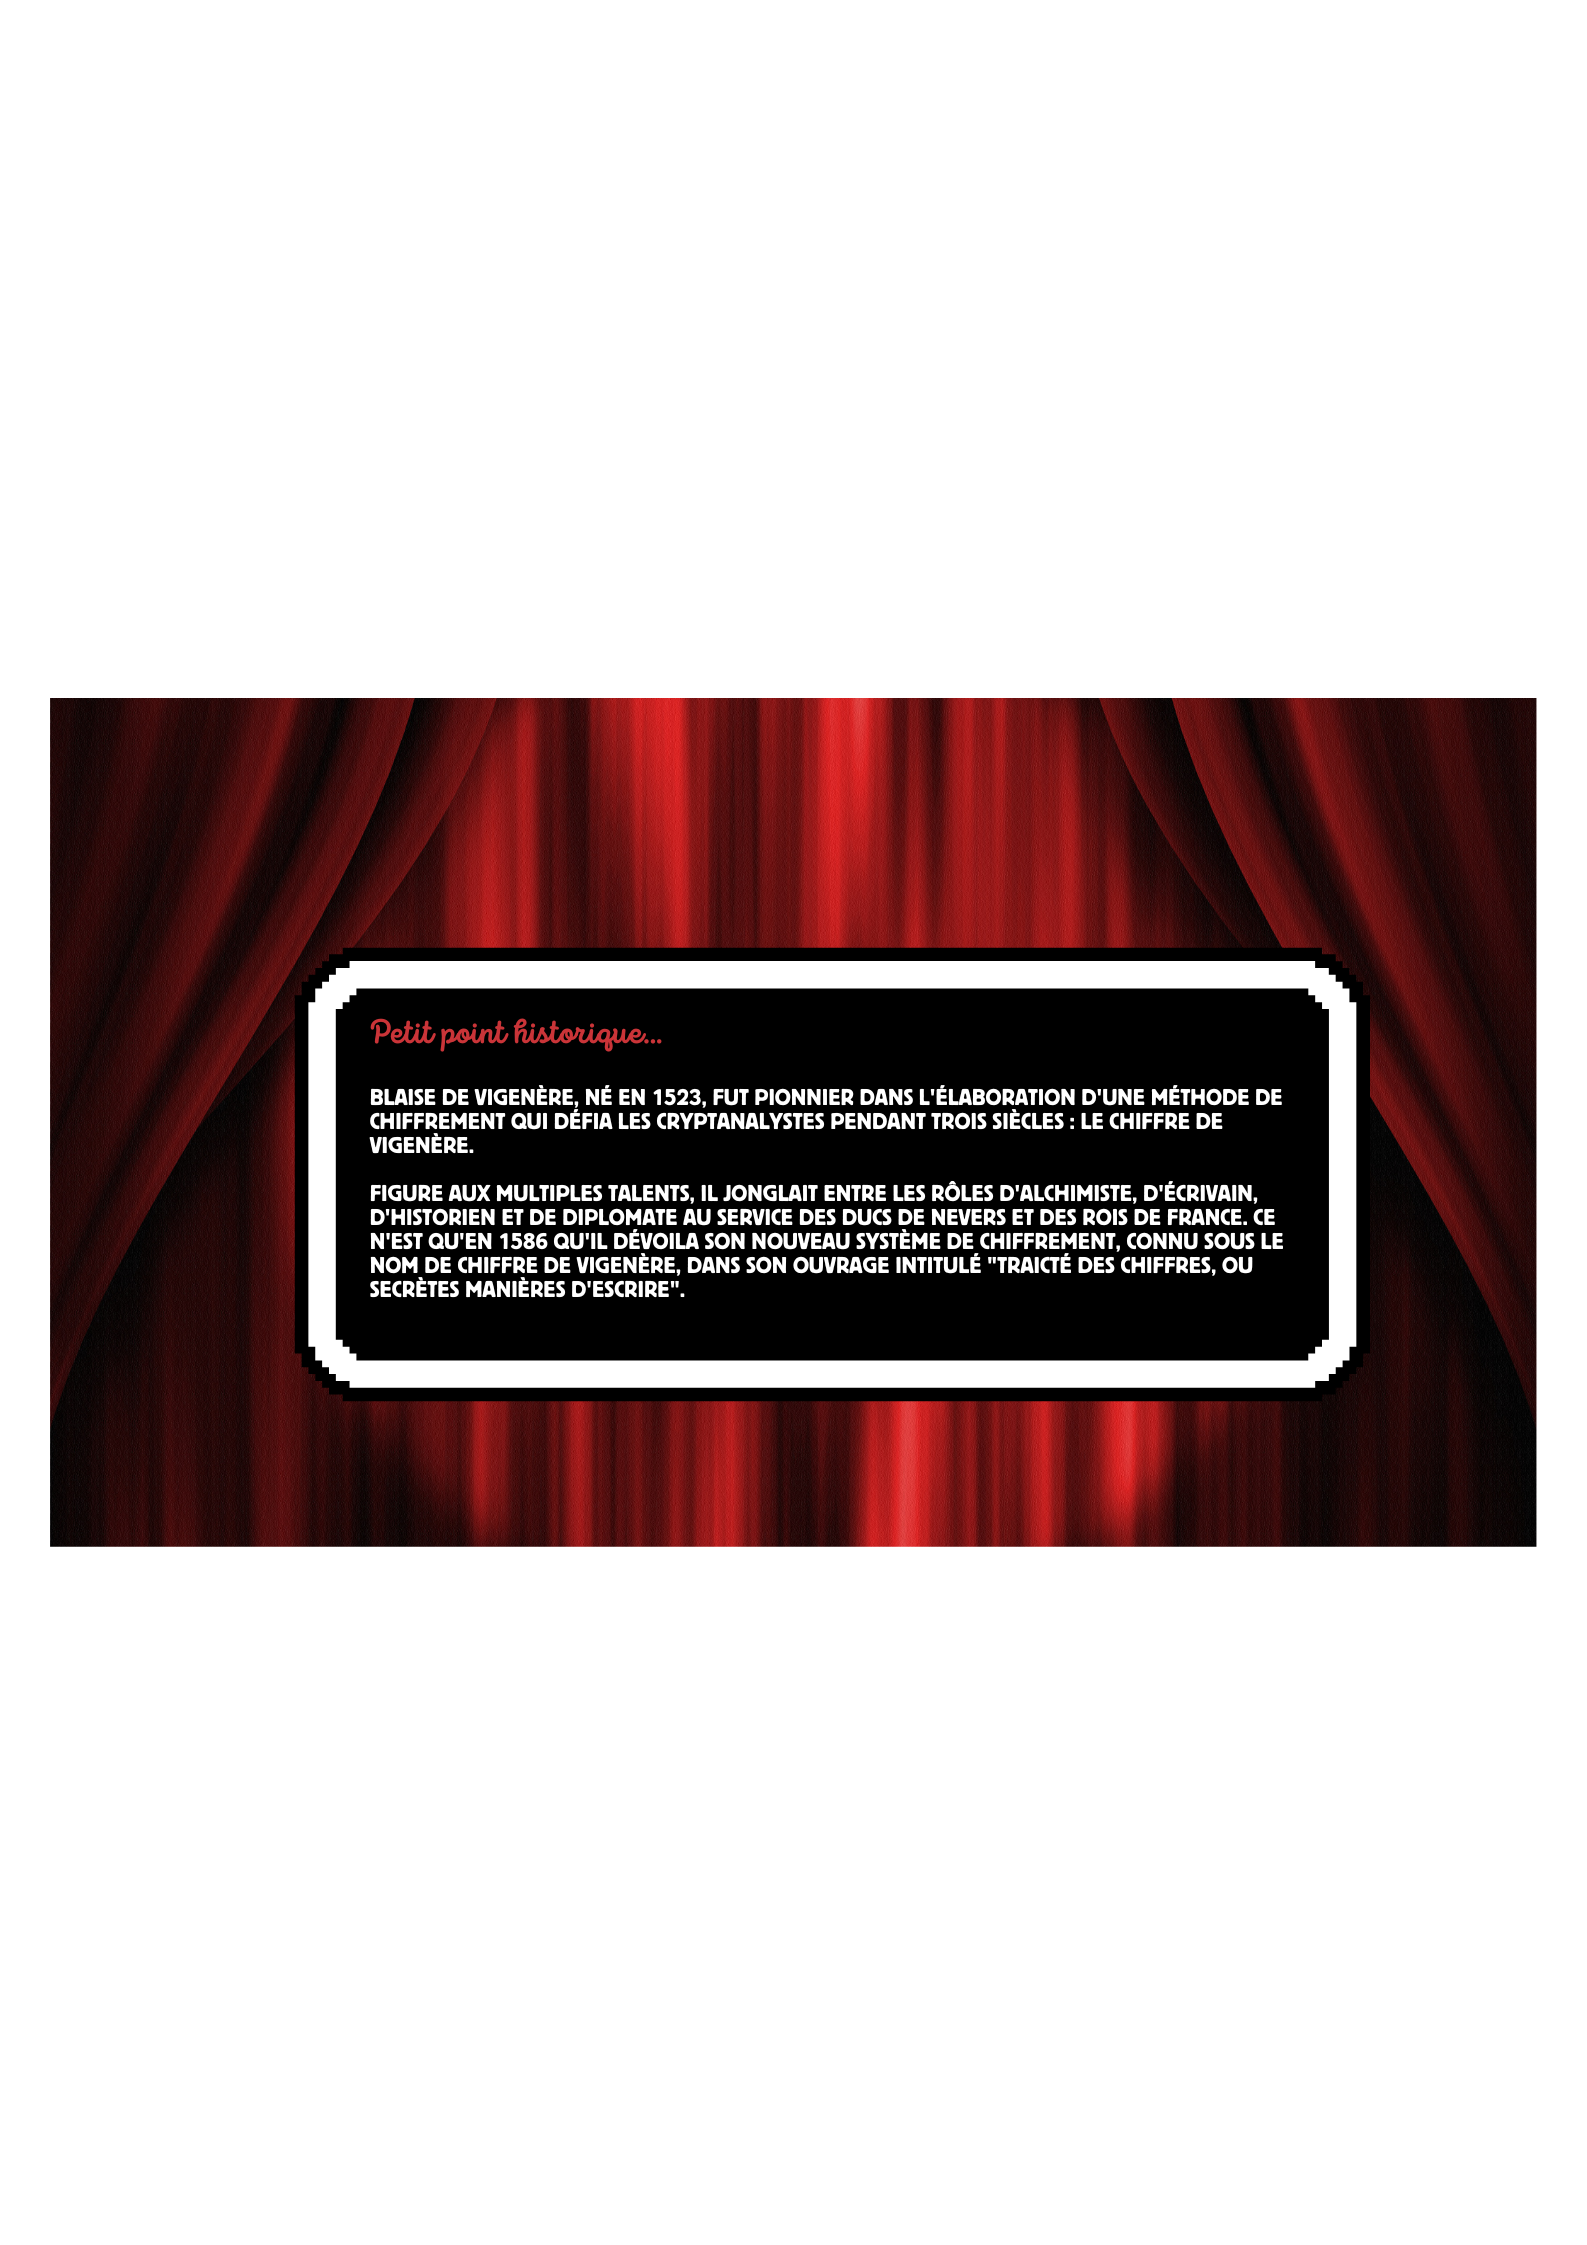 Petit point historique...
BLAISE DE VIGENÈRE, NÉ EN 1523, FUT PIONNIER DANS L'ÉLABORATION D'UNE MÉTHODE DE
CHIFFREMENT QUI DÉFIA LES CRYPTANALYSTES PENDANT TROIS SIÈCLES : LE CHIFFRE DE
VIGENÈRE.
FIGURE AUX MULTIPLES TALENTS, IL JONGLAIT ENTRE LES RÔLES D'ALCHIMISTE, D'ÉCRIVAIN,
D'HISTORIEN ET DE DIPLOMATE AU SERVICE DES DUCS DE NEVERS ET DES ROIS DE FRANCE. CE
N'EST QU'EN 1586 QU'IL DÉVOILA SON NOUVEAU SYSTÈME DE CHIFFREMENT, CONNU SOUS LE
NOM DE CHIFFRE DE VIGENÈRE, DANS SON OUVRAGE INTITULÉ "TRAICTÉ DES CHIFFRES, OU
SECRÈTES MANIÈRES D'ESCRIRE".